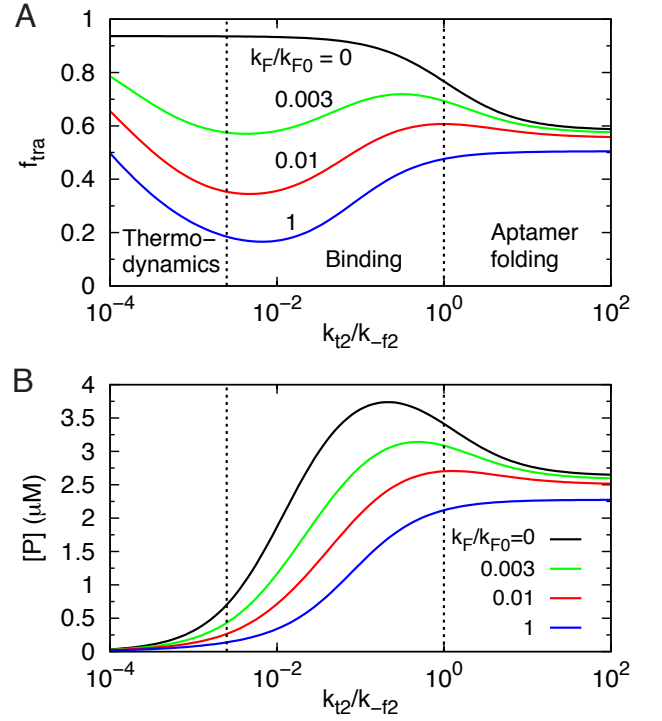 A
1
0.8
0.6
0.4
0.2
0
f_tra
k_F/k_F0 = 0
0.003
0.01
1
Thermo-
dynamics
Binding
Aptamer
folding
10^-4 10^-2 10^0 10^2
k_t2/k_-f2
B
4
3.5
3
2.5
2
1.5
1
0.5
0
[P] (μM)
k_F/k_F0=0
0.003
0.01
1
10^-4 10^-2 10^0 10^2
k_t2/k_-f2